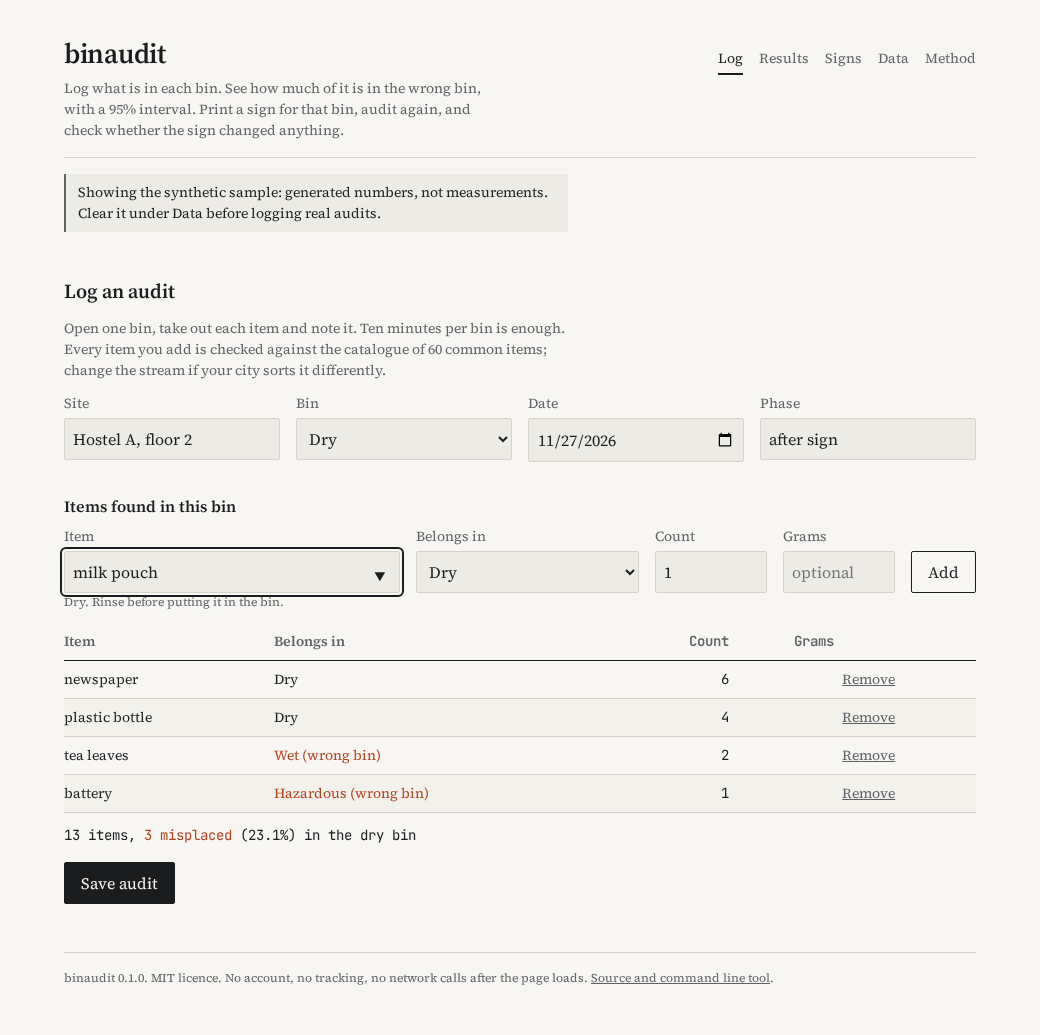 binaudit
Log Results Signs Data Method
Log what is in each bin. See how much of it is in the wrong bin,
with a 95% interval. Print a sign for that bin, audit again, and
check whether the sign changed anything.
Showing the synthetic sample: generated numbers, not measurements.
Clear it under Data before logging real audits.
Log an audit
Open one bin, take out each item and note it. Ten minutes per bin is enough.
Every item you add is checked against the catalogue of 60 common items;
change the stream if your city sorts it differently.
Site Bin Date Phase
Hostel A, floor 2 Dry 11/27/2026 after sign
Items found in this bin
Item Belongs in Count Grams
milk pouch Dry 1 optional Add
Dry. Rinse before putting it in the bin.
Item Belongs in Count Grams
newspaper Dry 6 Remove
plastic bottle Dry 4 Remove
tea leaves Wet (wrong bin) 2 Remove
battery Hazardous (wrong bin) 1 Remove
13 items, 3 misplaced (23.1%) in the dry bin
Save audit
binaudit 0.1.0. MIT licence. No account, no tracking, no network calls after the page loads. Source and command line tool.